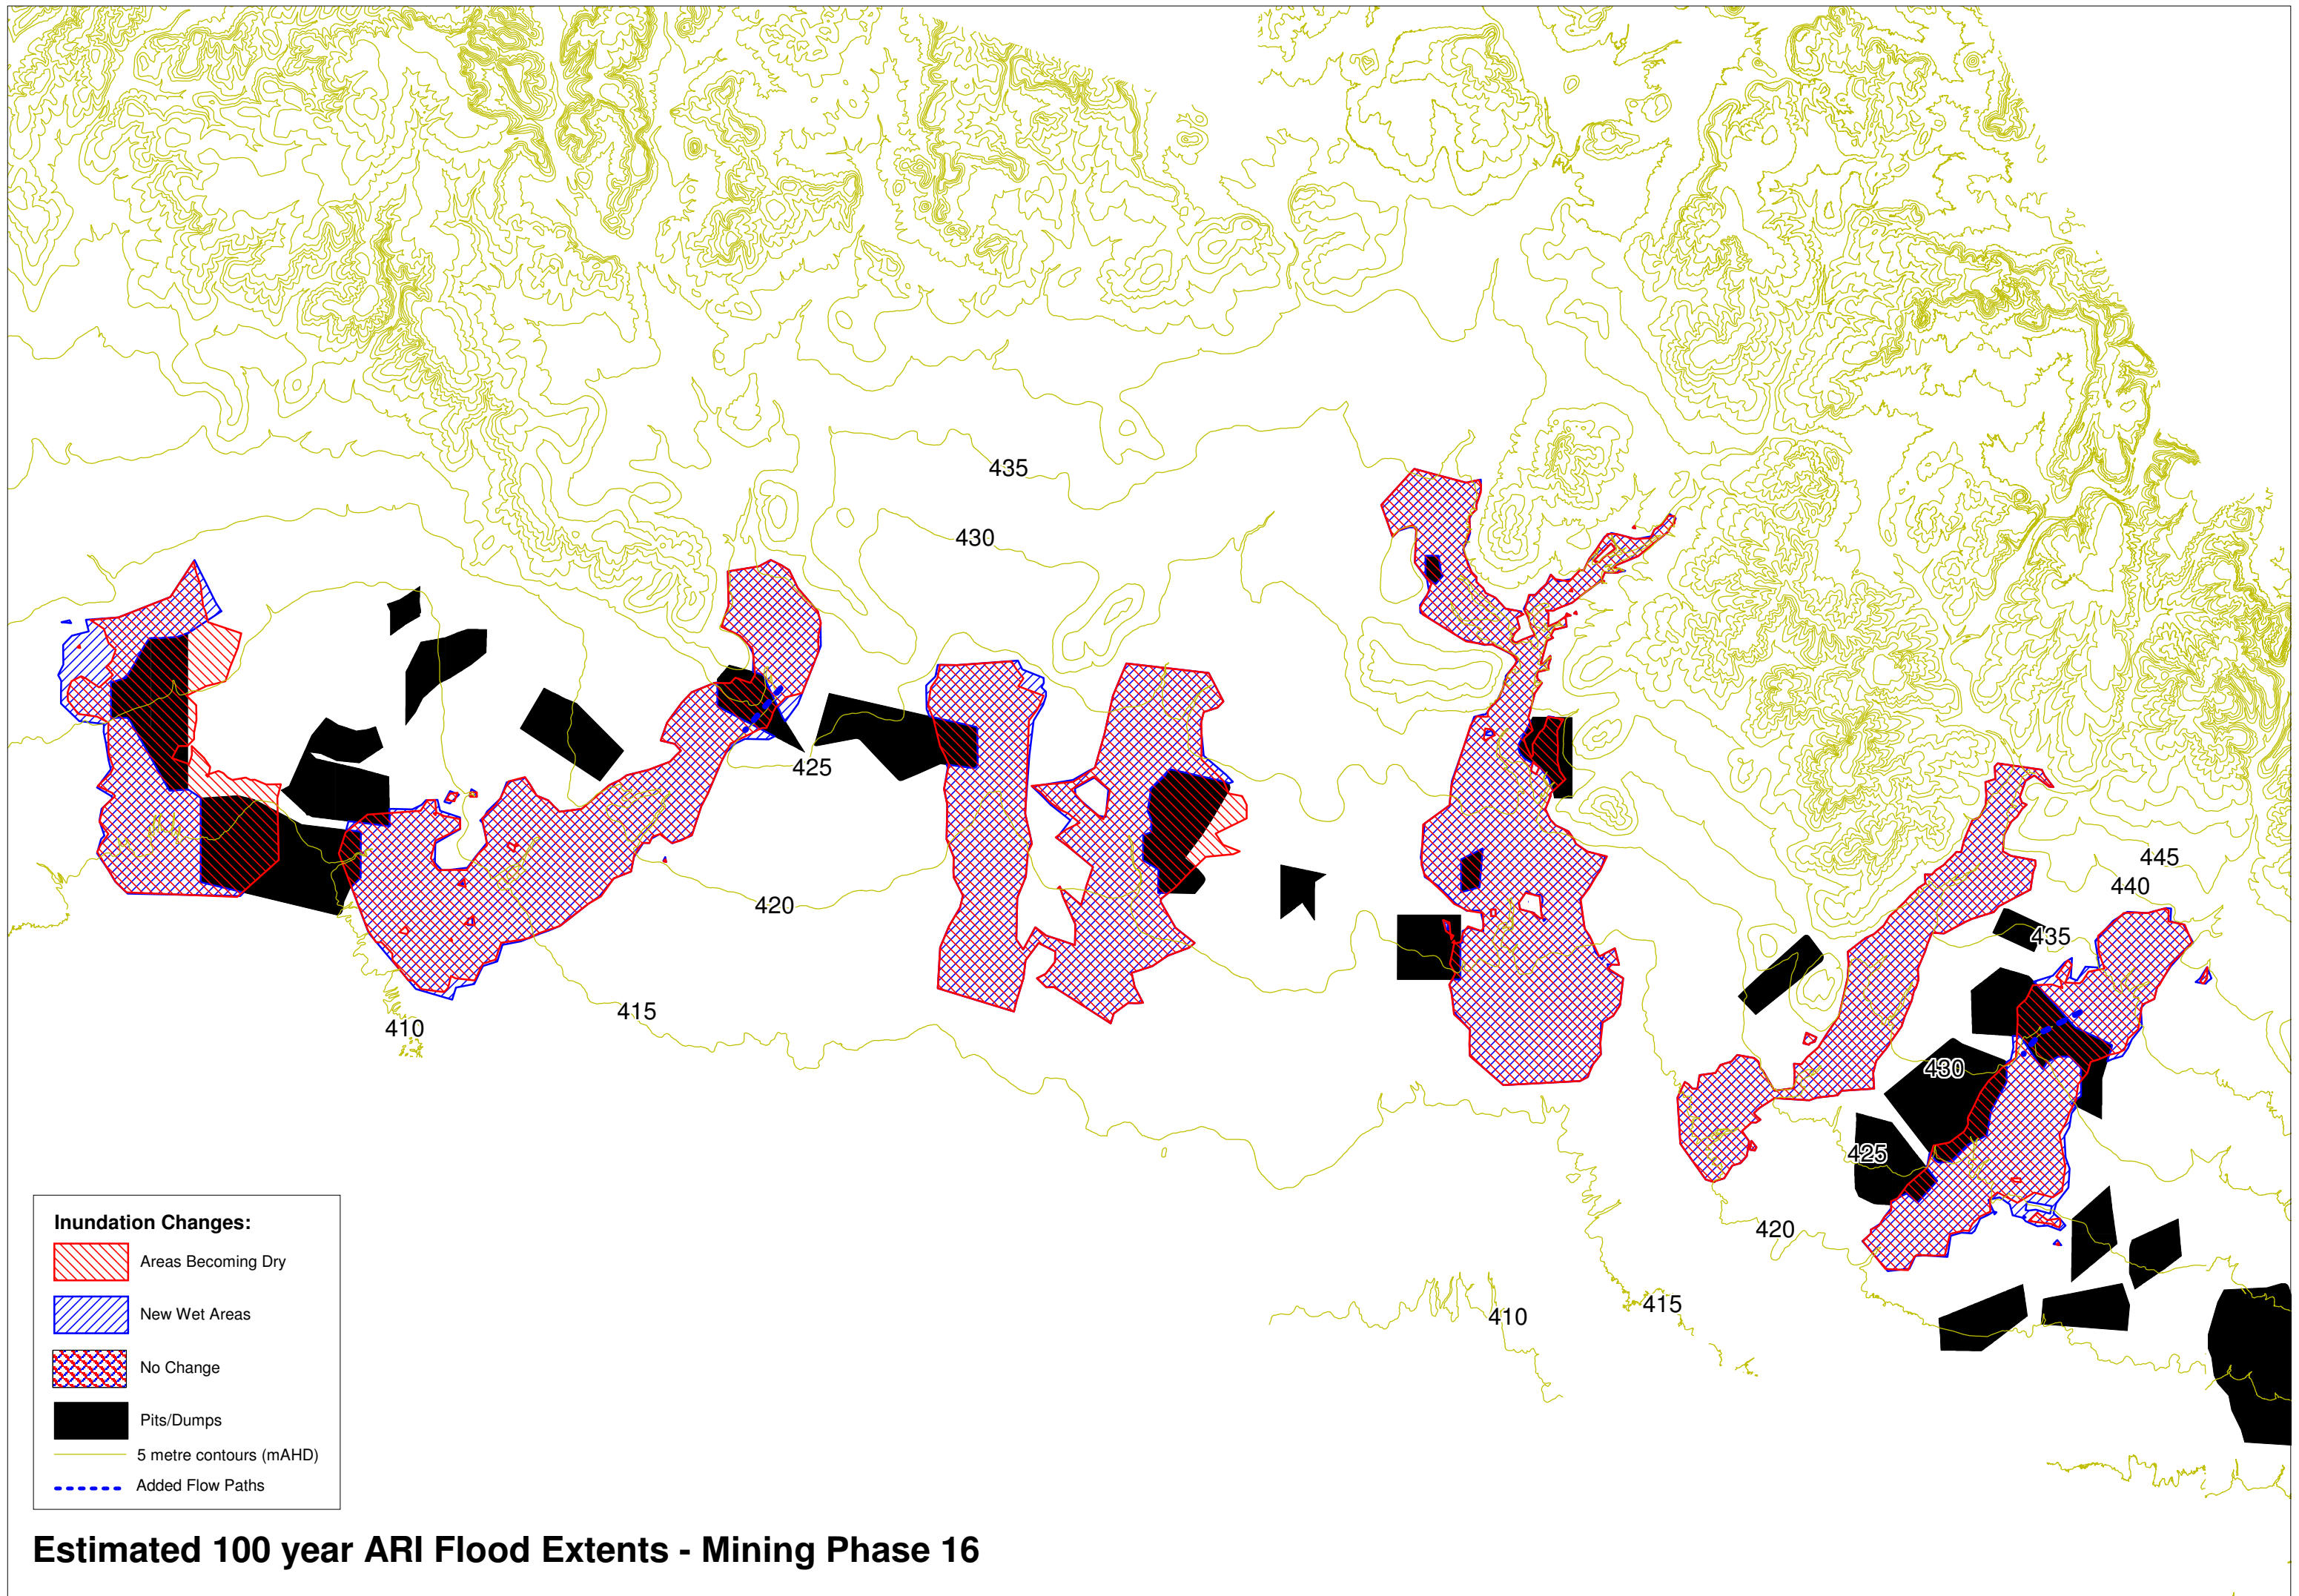 435
430
425
420
415
410
445
440
435
430
425
420
415
410
Inundation Changes:
Areas Becoming Dry
New Wet Areas
No Change
Pits/Dumps
5 metre contours (mAHD)
Added Flow Paths
Estimated 100 year ARI Flood Extents - Mining Phase 16